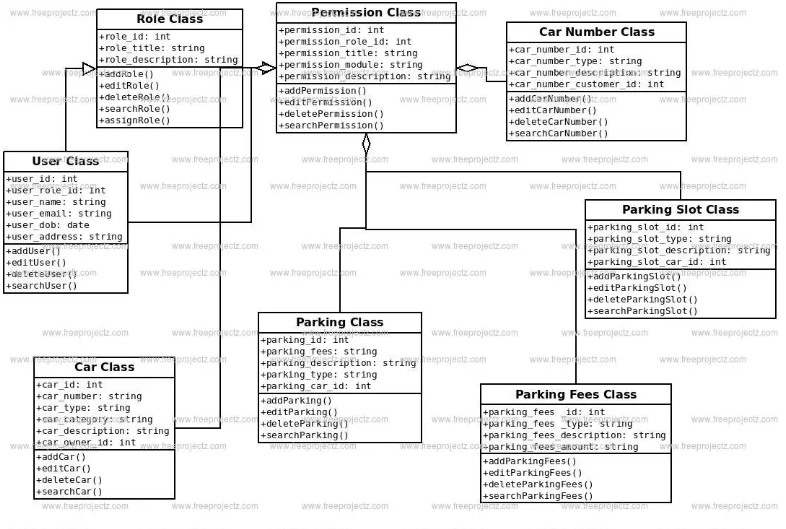 Role Class
+role_id: int
+role_title: string
+role_description: string
+addRole()
+editRole()
+deleteRole()
+searchRole()
+assignRole()
Permission Class
+permission_id: int
+permission_role_id: int
+permission_title: string
+permission_module: string
+permission_description: string
+addPermission()
+editPermission()
+deletePermission()
+searchPermission()
Car Number Class
+car_number_id: int
+car_number_type: string
+car_number_description: string
+car_number_customer_id: int
+addCarNumber()
+editCarNumber()
+deleteCarNumber()
+searchCarNumber()
User Class
+user_id: int
+user_role_id: int
+user_name: string
+user_email: string
+user_dob: date
+user_address: string
+addUser()
+editUser()
+deleteUser()
+searchUser()
Parking Slot Class
+parking_slot_id: int
+parking_slot_type: string
+parking_slot_description: string
+parking_slot_car_id: int
+addParkingSlot()
+editParkingSlot()
+deleteParkingSlot()
+searchParkingSlot()
Parking Class
+parking_id: int
+parking_fees: string
+parking_description: string
+parking_type: string
+parking_car_id: int
+addParking()
+editParking()
+deleteParking()
+searchParking()
Car Class
+car_id: int
+car_number: string
+car_type: string
+car_category: string
+car_description: string
+car_owner_id: int
+addCar()
+editCar()
+deleteCar()
+searchCar()
Parking Fees Class
+parking_fees _id: int
+parking_fees _type: string
+parking_fees_description: string
+parking_fees_amount: string
+addParkingFees()
+editParkingFees()
+deleteParkingFees()
+searchParkingFees()
www.freeprojectz.com